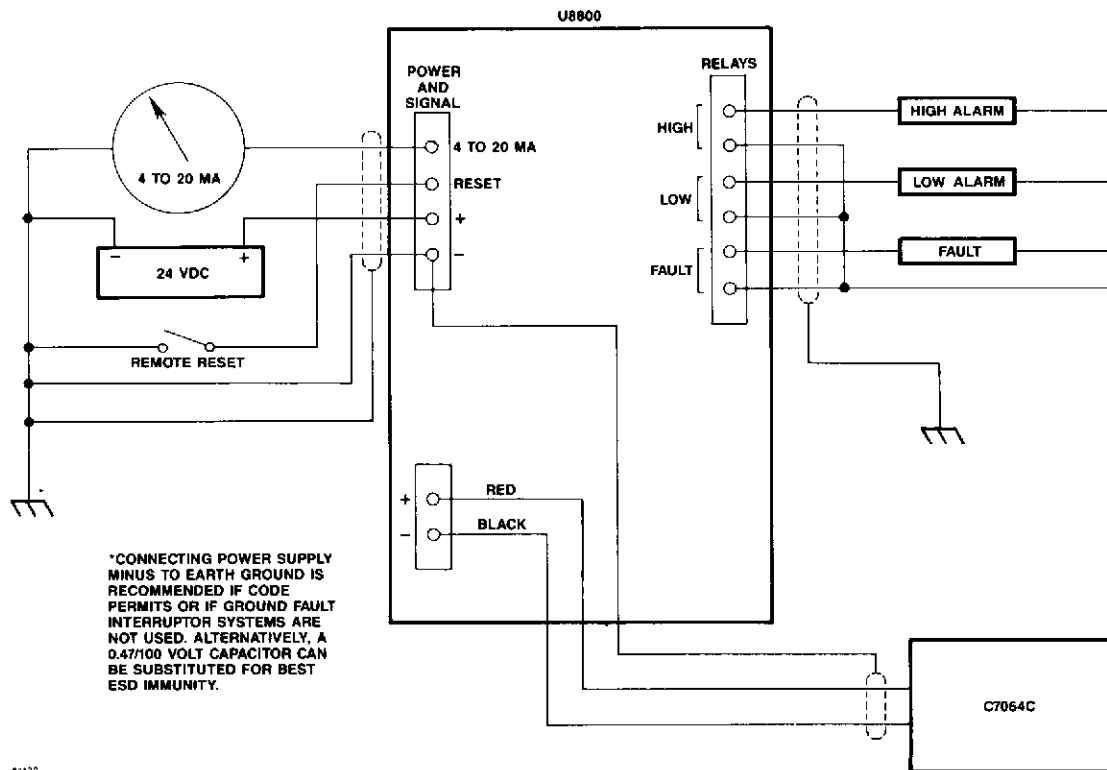 U8800
POWER
AND
SIGNAL
RELAYS
4 TO 20 MA
4 TO 20 MA
RESET
+
−
− +
24 VDC
REMOTE RESET
HIGH
LOW
FAULT
HIGH ALARM
LOW ALARM
FAULT
+
RED
−
BLACK
*CONNECTING POWER SUPPLY
MINUS TO EARTH GROUND IS
RECOMMENDED IF CODE
PERMITS OR IF GROUND FAULT
INTERRUPTOR SYSTEMS ARE
NOT USED. ALTERNATIVELY, A
0.47/100 VOLT CAPACITOR CAN
BE SUBSTITUTED FOR BEST
ESD IMMUNITY.
C7064C